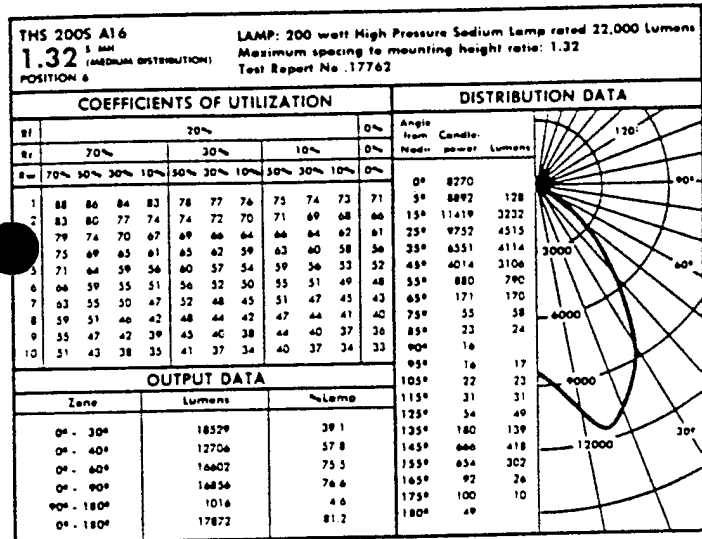 THS 200S A16
1.32 S/MH (MEDIUM DISTRIBUTION)
POSITION 6
LAMP: 200 watt High Pressure Sodium Lamp rated 22,000 Lumens
Maximum spacing to mounting height ratio: 1.32
Test Report No .17762
COEFFICIENTS OF UTILIZATION
20% 0%
70% 30% 10% 0%
Rw 70% 50% 30% 10% 50% 30% 10% 50% 30% 10% 0%
1 88 86 84 83 78 77 76 75 74 73 71
2 83 80 77 74 74 72 70 71 69 68 66
79 74 70 67 69 66 64 66 64 62 61
75 69 65 61 65 62 59 63 60 58 56
5 71 64 59 56 60 57 54 59 56 53 52
6 66 59 55 51 56 52 50 55 51 49 48
7 63 55 50 47 52 48 45 51 47 45 43
8 59 51 46 42 48 44 42 47 44 41 40
9 55 47 42 39 45 40 38 44 40 37 36
10 51 43 38 35 41 37 34 40 37 34 33
OUTPUT DATA
Zone Lumens %Lamp
0° - 30° 18529 39.1
0° - 40° 12706 57.8
0° - 60° 16602 75.5
0° - 90° 16856 76.6
90° - 180° 1016 4.6
0° - 180° 17872 81.2
DISTRIBUTION DATA
Angle from Nadir Candle-power Lumens
0° 8270
5° 8892 128
15° 11419 3232
25° 9752 4515
35° 6551 4114
45° 4014 3106
55° 880 790
65° 171 170
75° 55 58
85° 23 24
90° 16
95° 16 17
105° 22 23
115° 31 31
125° 54 49
135° 180 139
145° 666 418
155° 654 302
165° 92 26
175° 100 10
180° 49
120°
90°
3000
60°
6000
9000
30°
12000